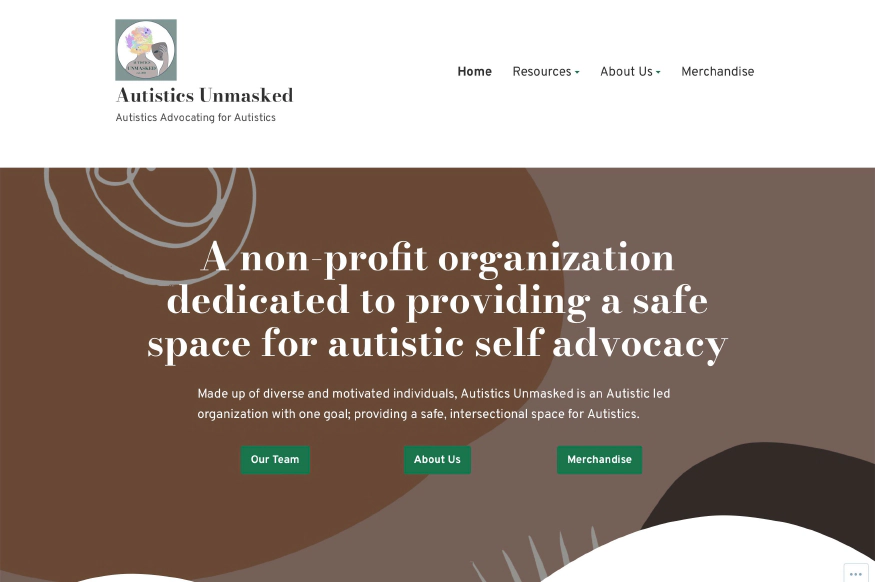 AUTISTICS
UNMASKED
Autistics Unmasked
Autistics Advocating for Autistics
Home Resources About Us Merchandise
A non-profit organization
dedicated to providing a safe
space for autistic self advocacy
Made up of diverse and motivated individuals, Autistics Unmasked is an Autistic led
organization with one goal; providing a safe, intersectional space for Autistics.
Our Team About Us Merchandise